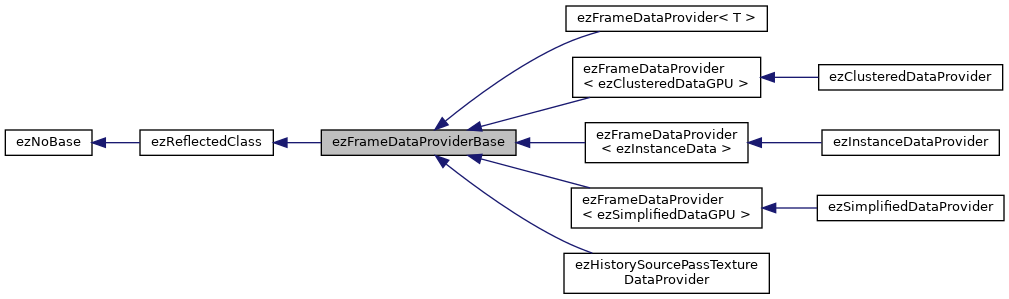 ezNoBase
ezReflectedClass
ezFrameDataProviderBase
ezFrameDataProvider< T >
ezFrameDataProvider
< ezClusteredDataGPU >
ezClusteredDataProvider
ezFrameDataProvider
< ezInstanceData >
ezInstanceDataProvider
ezFrameDataProvider
< ezSimplifiedDataGPU >
ezSimplifiedDataProvider
ezHistorySourcePassTexture
DataProvider